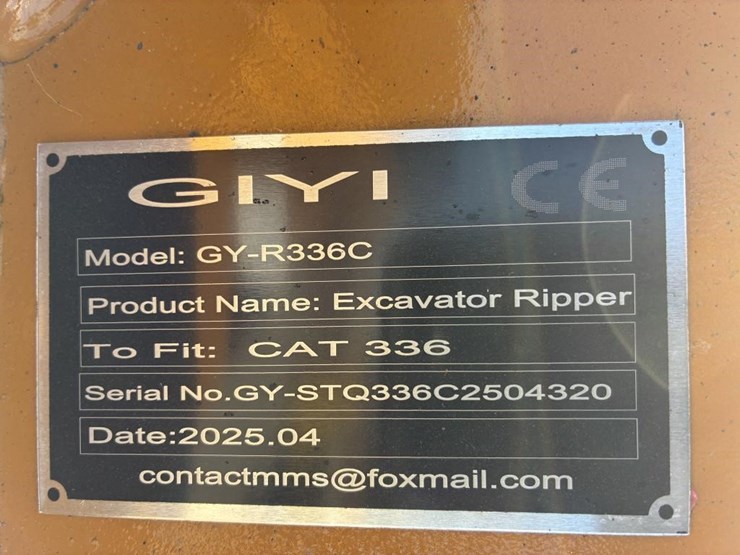 GIYI CE
Model: GY-R336C
Product Name: Excavator Ripper
To Fit: CAT 336
Serial No.GY-STQ336C2504320
Date:2025.04
contactmms@foxmail.com